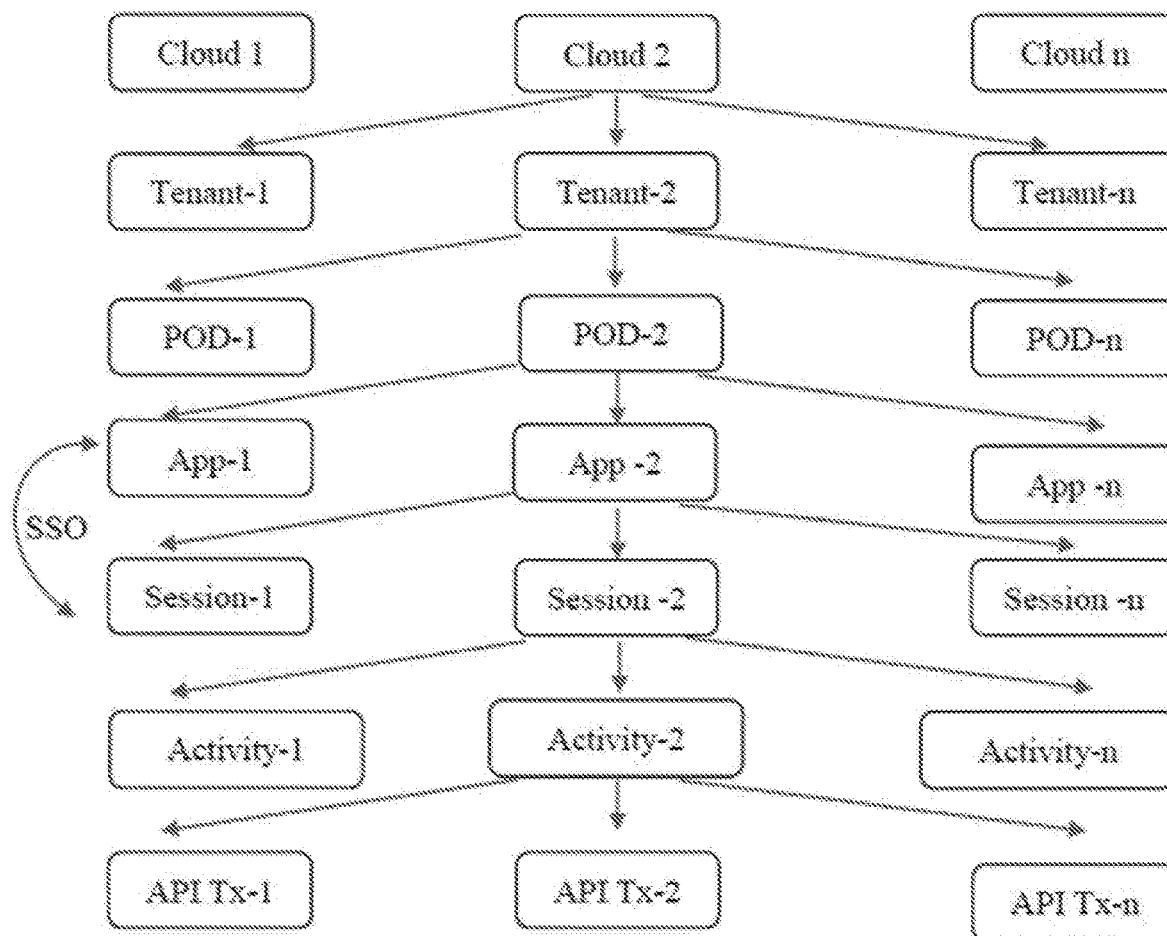 Cloud 1
Cloud 2
Cloud n
Tenant-1
Tenant-2
Tenant-n
POD-1
POD-2
POD-n
App-1
App -2
App -n
SSO
Session-1
Session -2
Session -n
Activity-1
Activity-2
Activity-n
API Tx-1
API Tx-2
API Tx-n